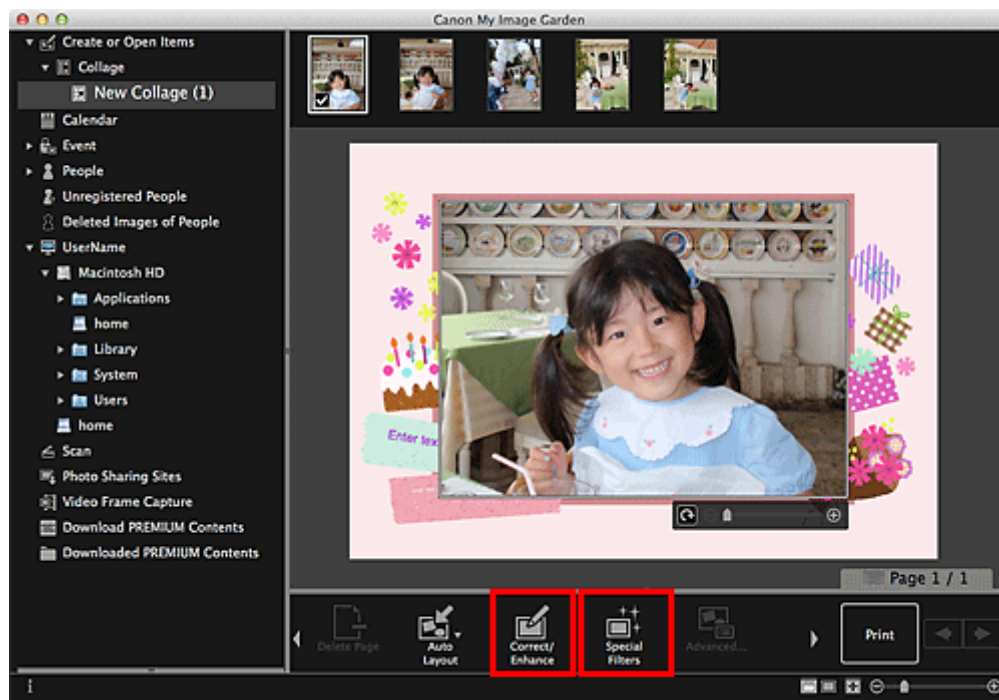 Canon My Image Garden
Create or Open Items
Collage
New Collage (1)
Calendar
Event
People
Unregistered People
Deleted Images of People
UserName
Macintosh HD
Applications
home
Library
System
Users
home
Scan
Photo Sharing Sites
Video Frame Capture
Download PREMIUM Contents
Downloaded PREMIUM Contents
Enter tex
Page 1 / 1
Delete Page
Auto
Layout
Correct/
Enhance
Special
Filters
Advanced...
Print